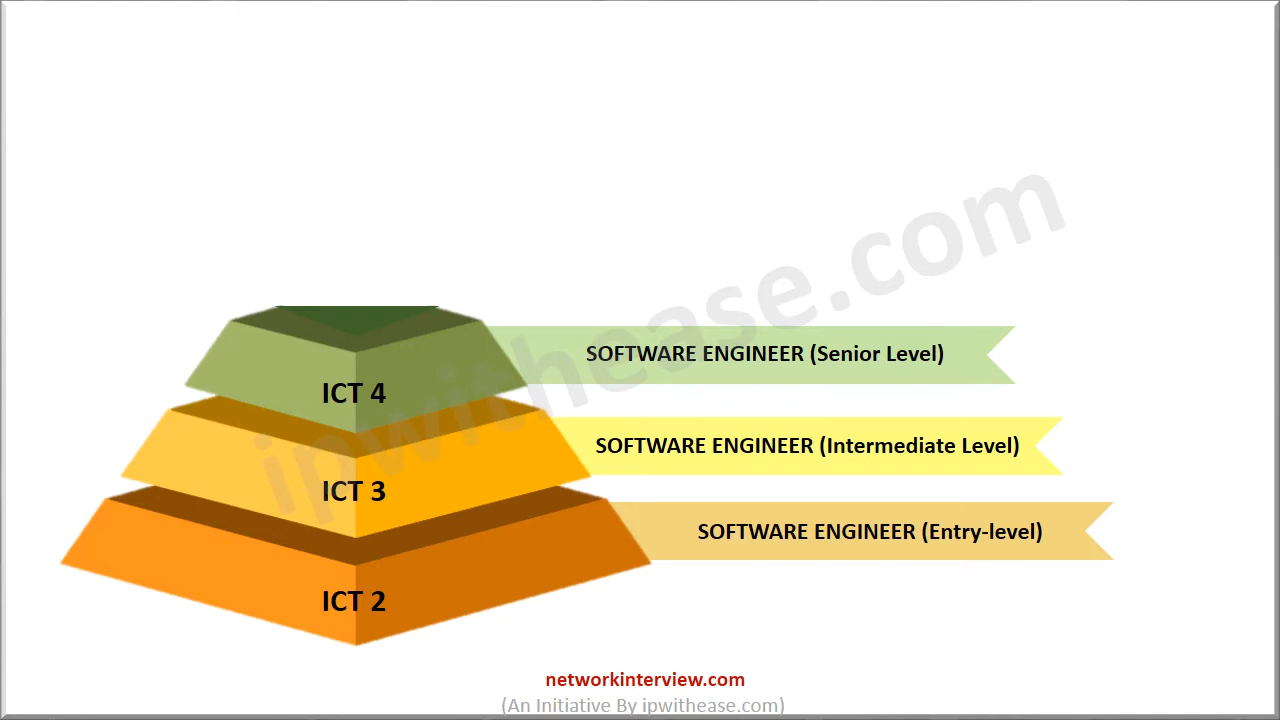 ipwithease.com
ICT 4
SOFTWARE ENGINEER (Senior Level)
ICT 3
SOFTWARE ENGINEER (Intermediate Level)
ICT 2
SOFTWARE ENGINEER (Entry-level)
networkinterview.com
(An Initiative By ipwithease.com)